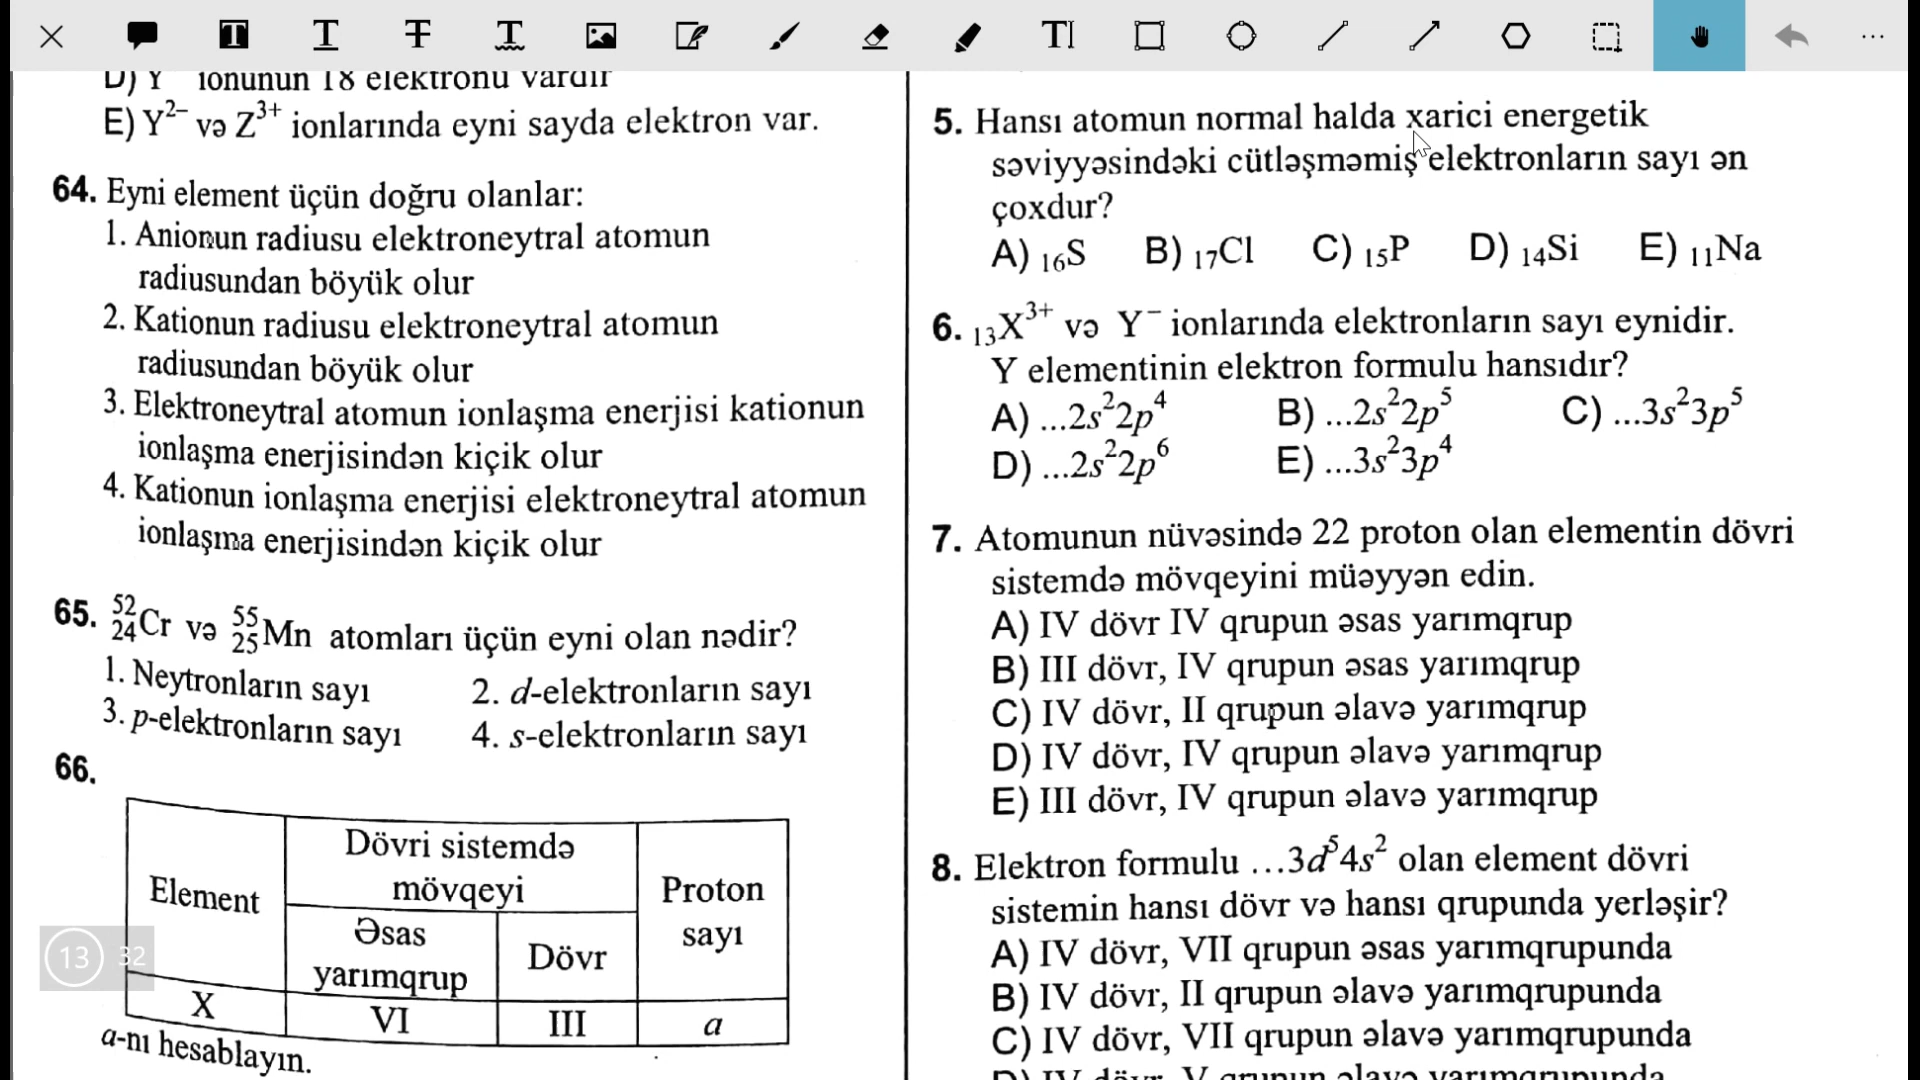 D) Y ionunun 18 elektronu vardır
E) Y²⁻ və Z³⁺ ionlarında eyni sayda elektron var.
64. Eyni element üçün doğru olanlar:
1. Anionun radiusu elektroneytral atomun
radiusundan böyük olur
2. Kationun radiusu elektroneytral atomun
radiusundan böyük olur
3. Elektroneytral atomun ionlaşma enerjisi kationun
ionlaşma enerjisindən kiçik olur
4. Kationun ionlaşma enerjisi elektroneytral atomun
ionlaşma enerjisindən kiçik olur
65. ⁵²₂₄Cr və ⁵⁵₂₅Mn atomları üçün eyni olan nədir?
1. Neytronların sayı 2. d-elektronların sayı
3. p-elektronların sayı 4. s-elektronların sayı
66.
Element
Dövri sistemdə
mövqeyi
Proton
sayı
Əsas
yarımqrup
Dövr
X VI III a
a-nı hesablayın.
13 32
5. Hansı atomun normal halda xarici energetik
səviyyəsindəki cütləşməmiş elektronların sayı ən
çoxdur?
A) ₁₆S B) ₁₇Cl C) ₁₅P D) ₁₄Si E) ₁₁Na
6. ₁₃X³⁺ və Y⁻ ionlarında elektronların sayı eynidir.
Y elementinin elektron formulu hansıdır?
A) ...2s²2p⁴ B) ...2s²2p⁵ C) ...3s²3p⁵
D) ...2s²2p⁶ E) ...3s²3p⁴
7. Atomunun nüvəsində 22 proton olan elementin dövri
sistemdə mövqeyini müəyyən edin.
A) IV dövr IV qrupun əsas yarımqrup
B) III dövr, IV qrupun əsas yarımqrup
C) IV dövr, II qrupun əlavə yarımqrup
D) IV dövr, IV qrupun əlavə yarımqrup
E) III dövr, IV qrupun əlavə yarımqrup
8. Elektron formulu ...3d⁵4s² olan element dövri
sistemin hansı dövr və hansı qrupunda yerləşir?
A) IV dövr, VII qrupun əsas yarımqrupunda
B) IV dövr, II qrupun əlavə yarımqrupunda
C) IV dövr, VII qrupun əlavə yarımqrupunda
D) IV dövr, V qrupun əlavə yarımqrupunda